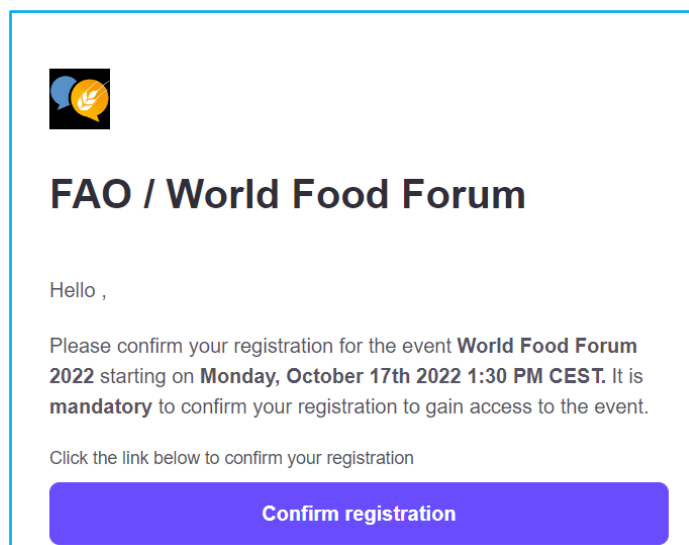 FAO / World Food Forum
Hello ,
Please confirm your registration for the event World Food Forum
2022 starting on Monday, October 17th 2022 1:30 PM CEST. It is
mandatory to confirm your registration to gain access to the event.
Click the link below to confirm your registration
Confirm registration